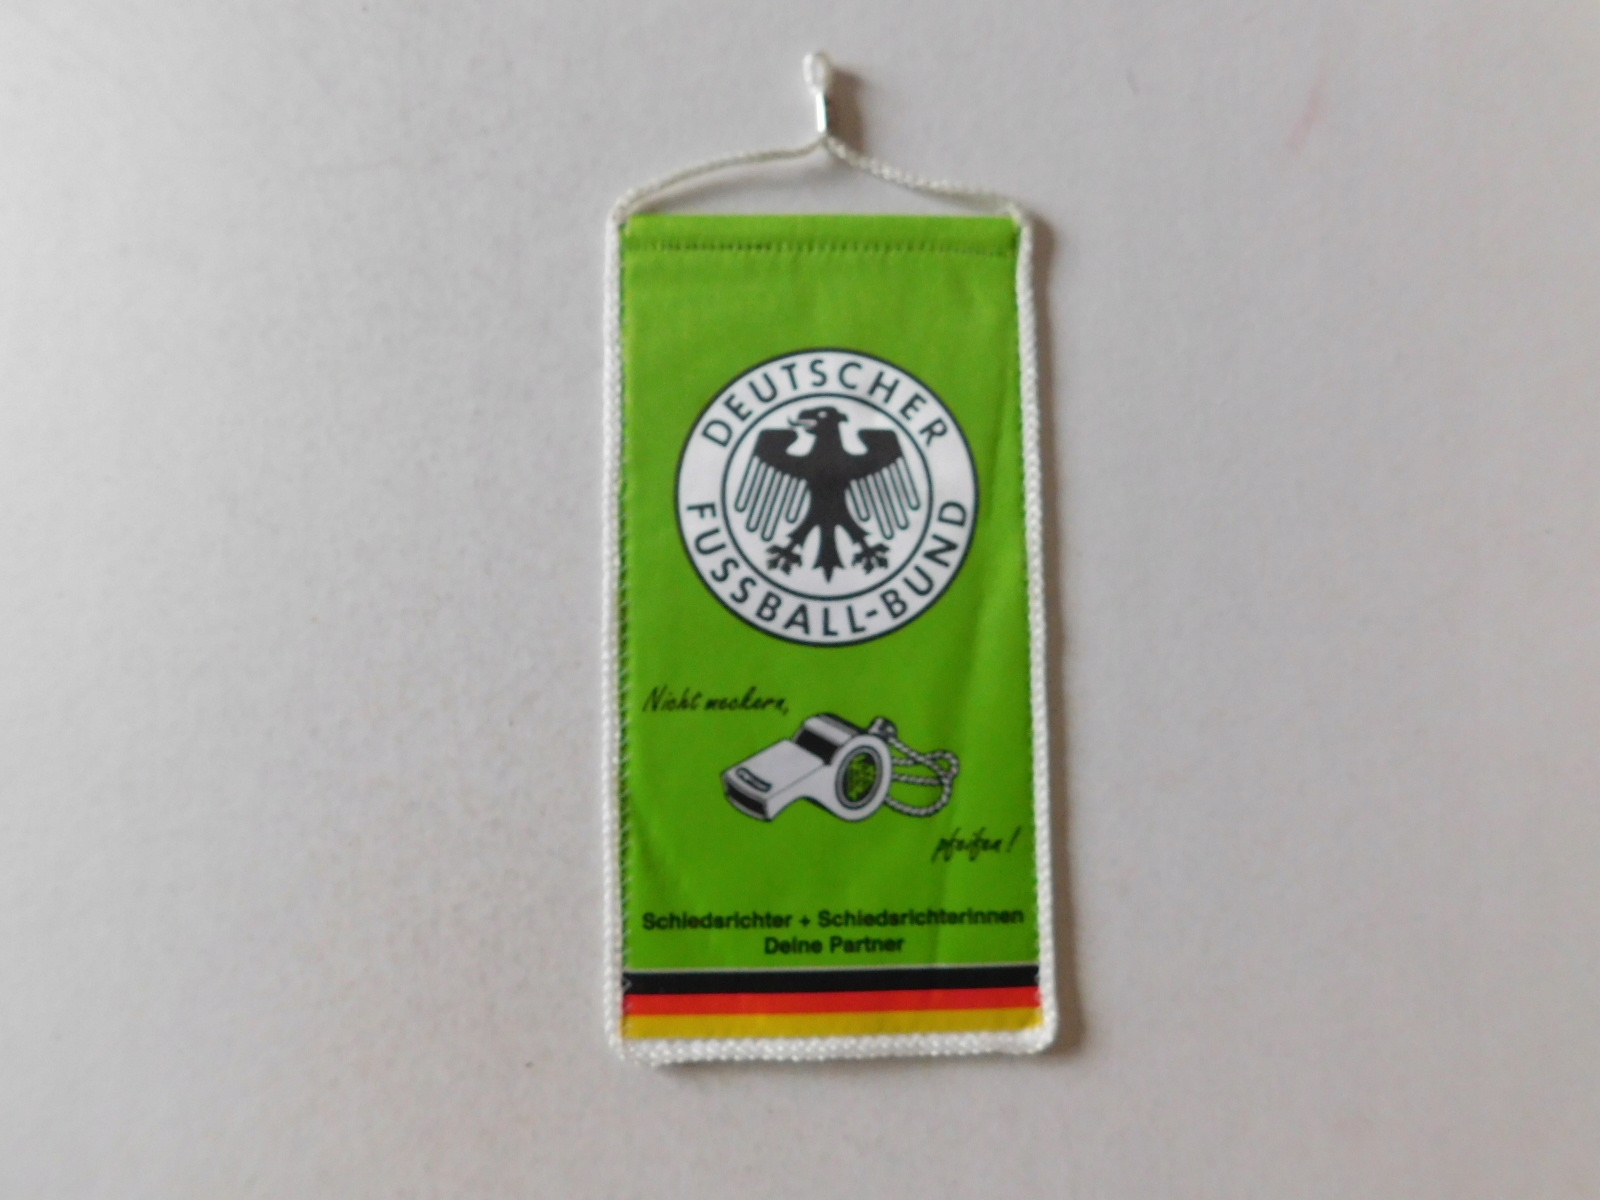 DEUTSCHER
FUSSBALL-BUND
Nicht meckern,
pfeifen!
Schiedsrichter + Schiedsrichterinnen
Deine Partner